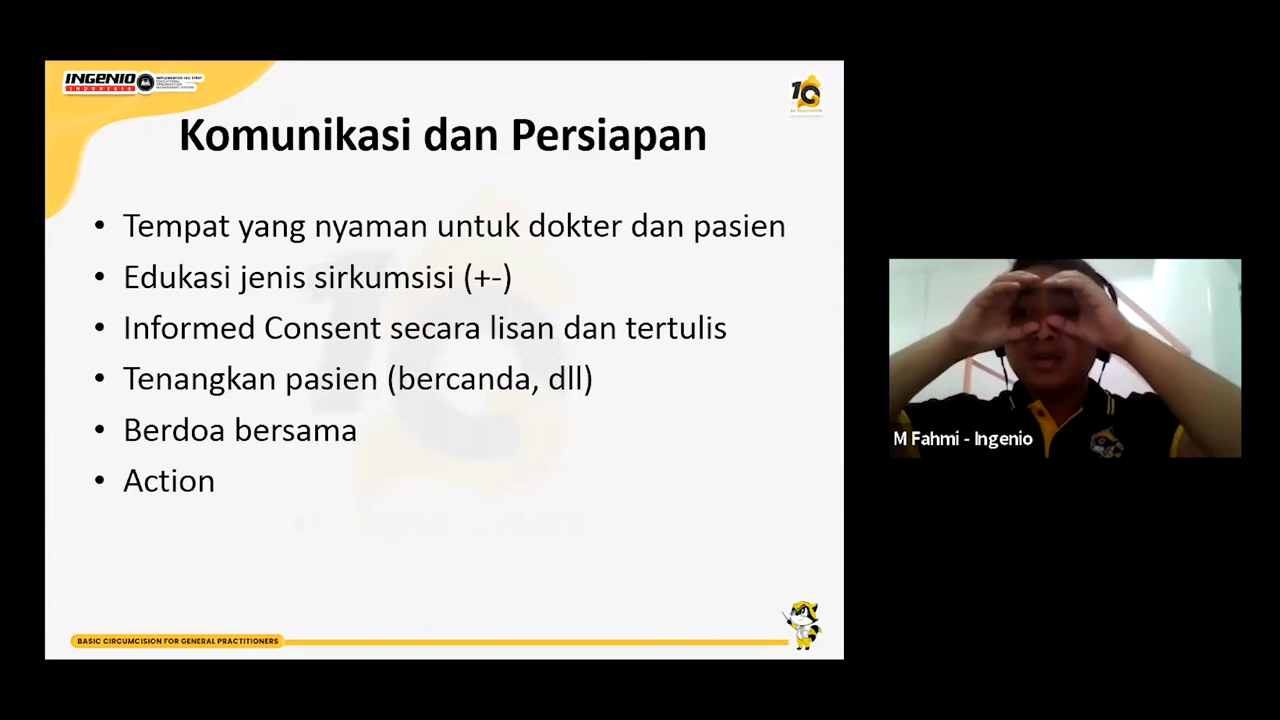 INGENIO
INDONESIA
Komunikasi dan Persiapan
• Tempat yang nyaman untuk dokter dan pasien
• Edukasi jenis sirkumsisi (+-)
• Informed Consent secara lisan dan tertulis
• Tenangkan pasien (bercanda, dll)
• Berdoa bersama
• Action
M Fahmi - Ingenio
BASIC CIRCUMCISION FOR GENERAL PRACTITIONERS